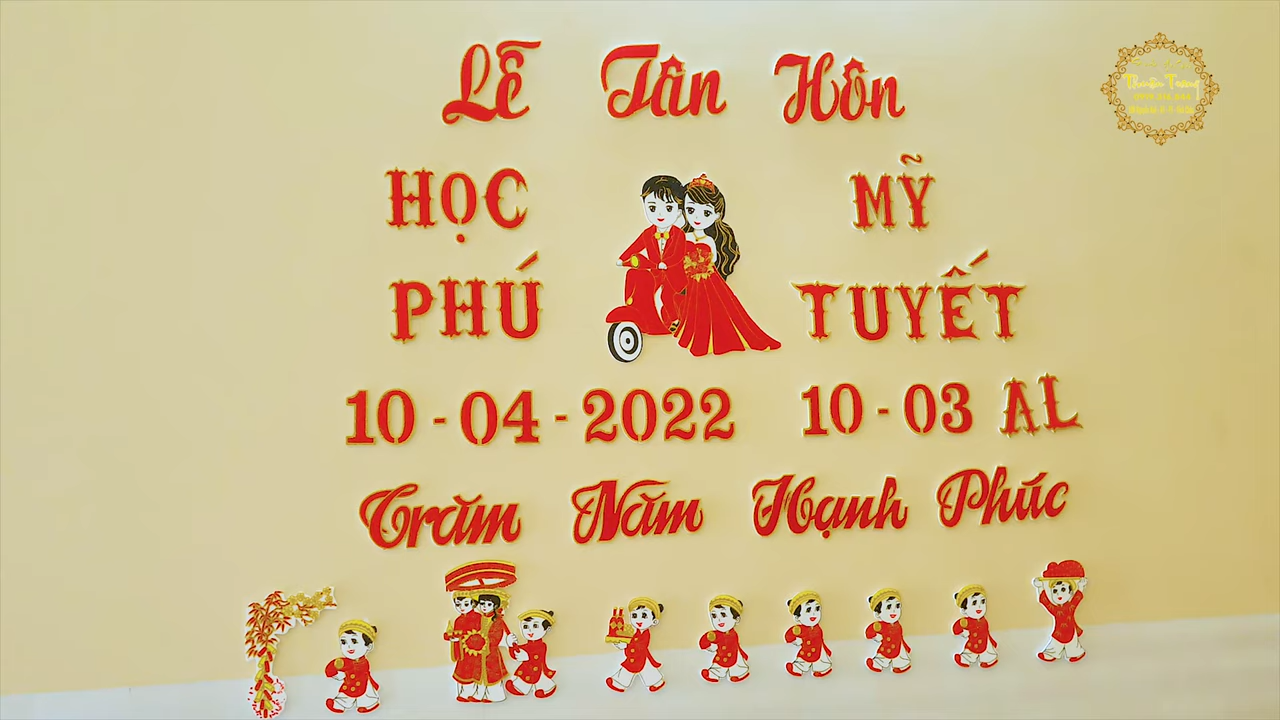 Lễ Tân Hôn
HỌC MỸ
PHÚ TUYẾT
10 - 04 - 2022 10 - 03 AL
Trăm Năm Hạnh Phúc